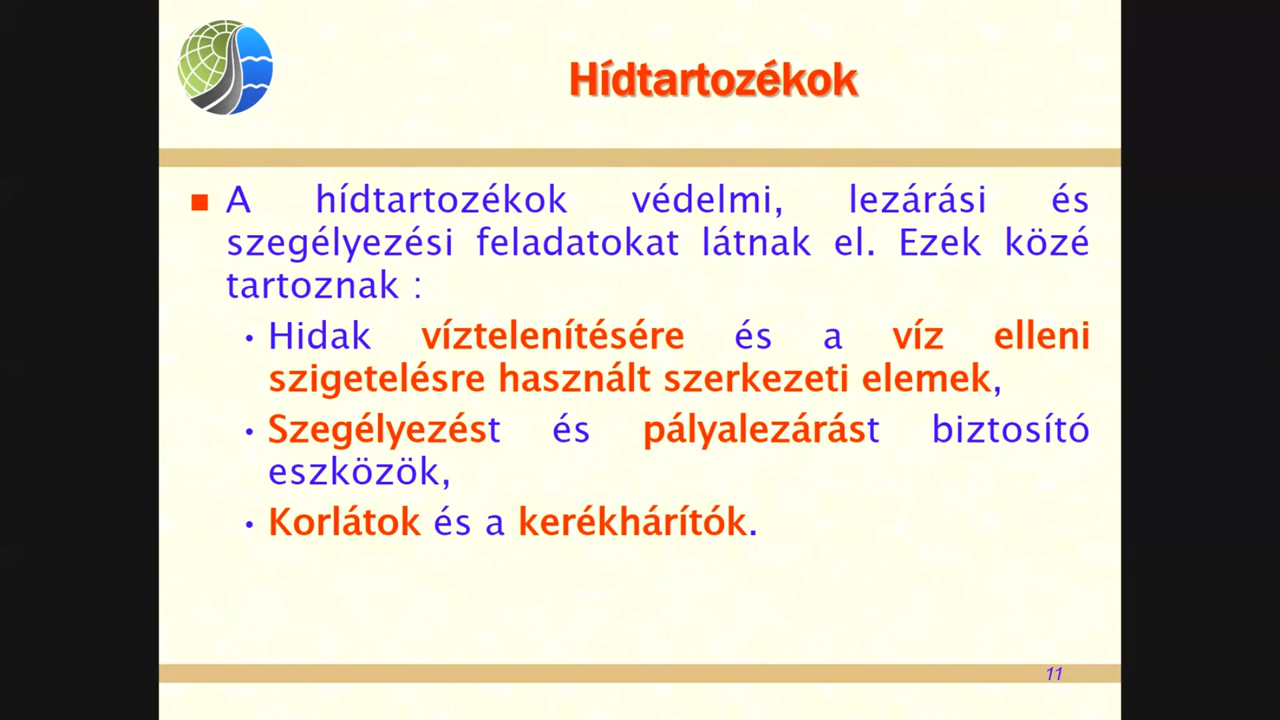 Hídtartozékok
A hídtartozékok védelmi, lezárási és
szegélyezési feladatokat látnak el. Ezek közé
tartoznak :
• Hidak víztelenítésére és a víz elleni
szigetelésre használt szerkezeti elemek,
• Szegélyezést és pályalezárást biztosító
eszközök,
• Korlátok és a kerékhárítók.
11